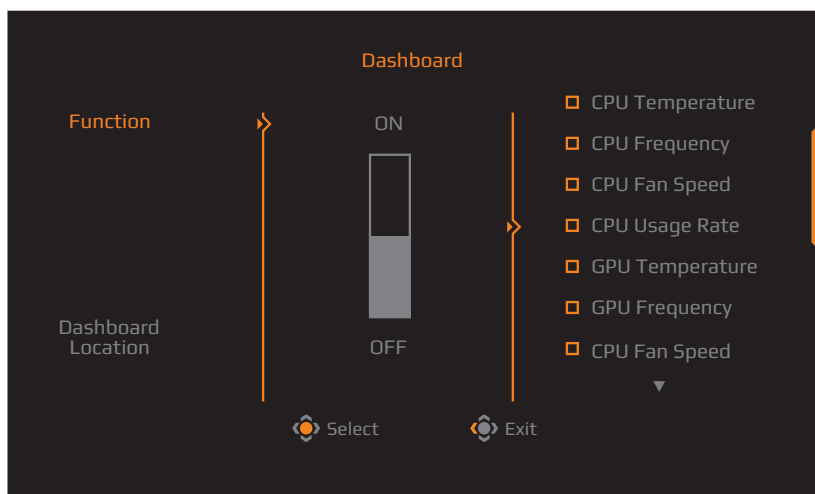 Dashboard
Function
ON
OFF
Dashboard
Location
CPU Temperature
CPU Frequency
CPU Fan Speed
CPU Usage Rate
GPU Temperature
GPU Frequency
CPU Fan Speed
Select
Exit